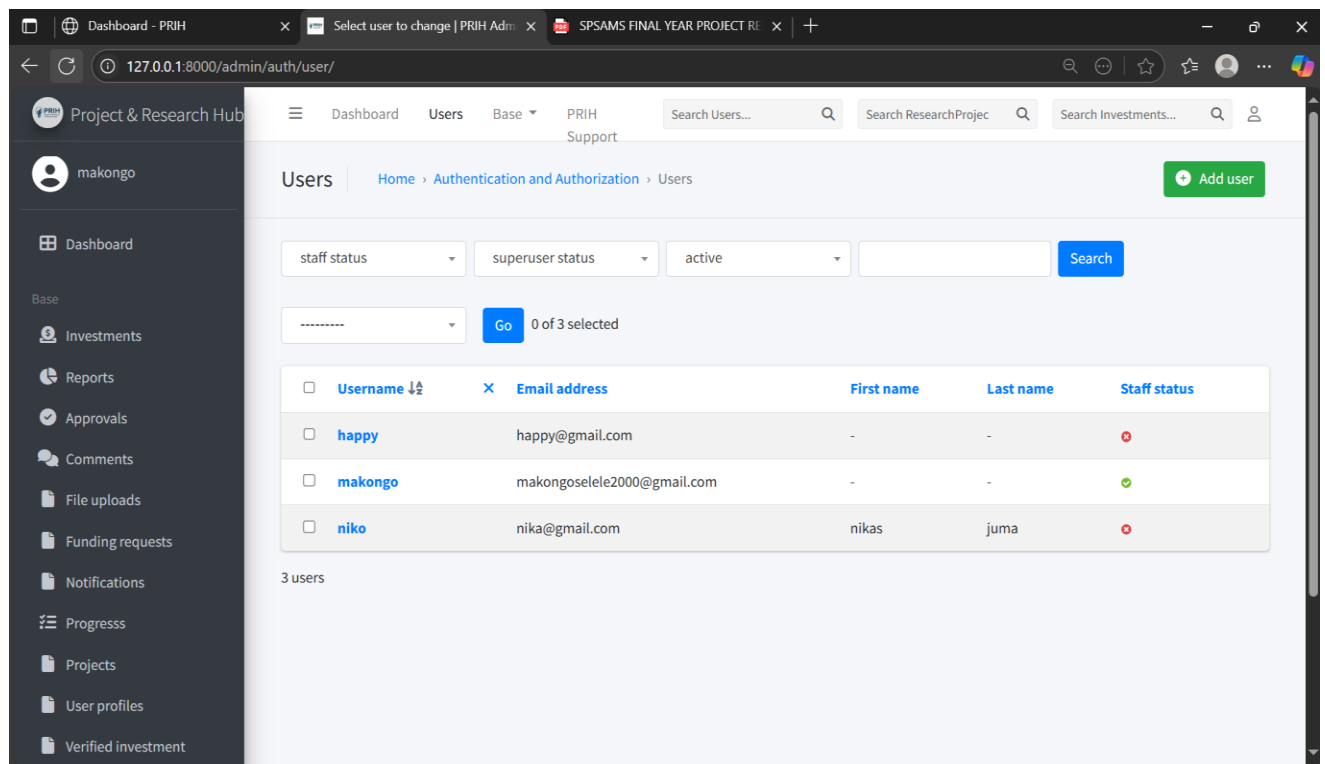 Dashboard - PRIH
Select user to change | PRIH Adm
SPSAMS FINAL YEAR PROJECT RE
127.0.0.1:8000/admin/auth/user/
PRIH
Project & Research Hub
makongo
Dashboard
Base
Investments
Reports
Approvals
Comments
File uploads
Funding requests
Notifications
Progresss
Projects
User profiles
Verified investment
Dashboard Users Base PRIH Support
Search Users...
Search ResearchProjec
Search Investments...
Users
Home › Authentication and Authorization › Users
Add user
staff status superuser status active Search
--------- Go 0 of 3 selected
Username Email address First name Last name Staff status
happy happy@gmail.com - -
makongo makongoselele2000@gmail.com - -
niko nika@gmail.com nikas juma
3 users